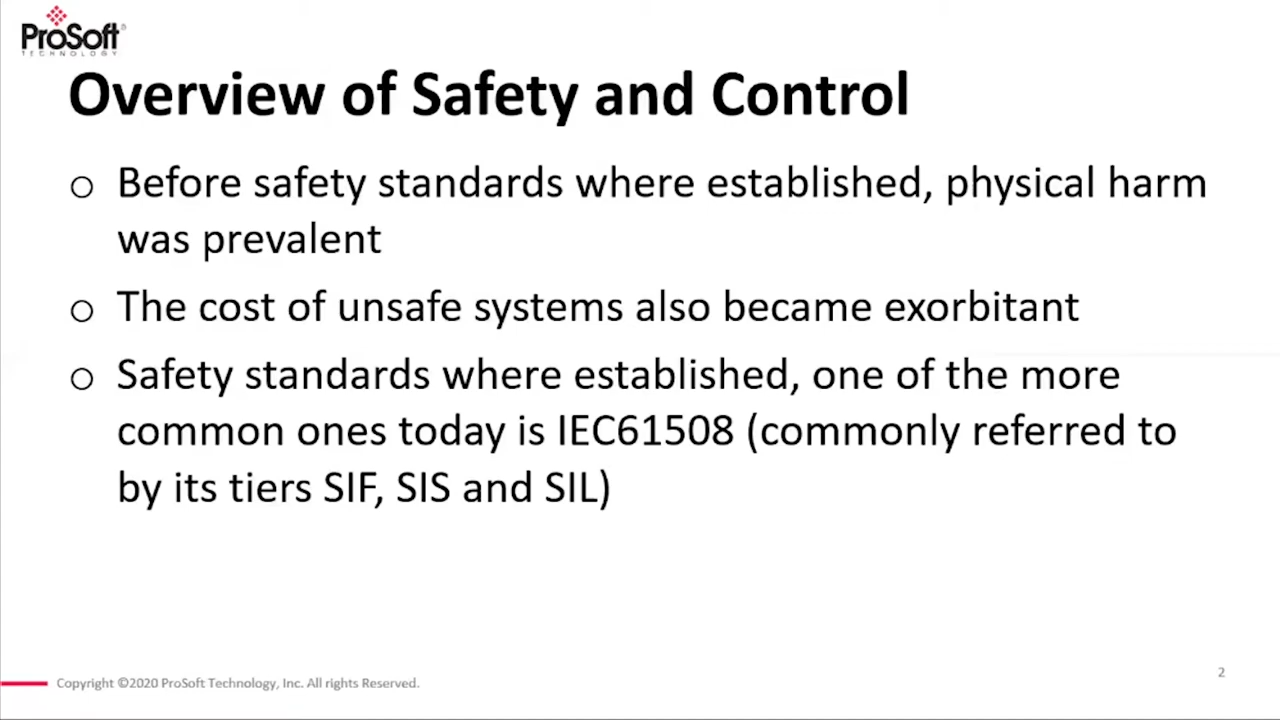 ProSoft
TECHNOLOGY
Overview of Safety and Control
o Before safety standards where established, physical harm
was prevalent
o The cost of unsafe systems also became exorbitant
o Safety standards where established, one of the more
common ones today is IEC61508 (commonly referred to
by its tiers SIF, SIS and SIL)
Copyright ©2020 ProSoft Technology, Inc. All rights Reserved.
2